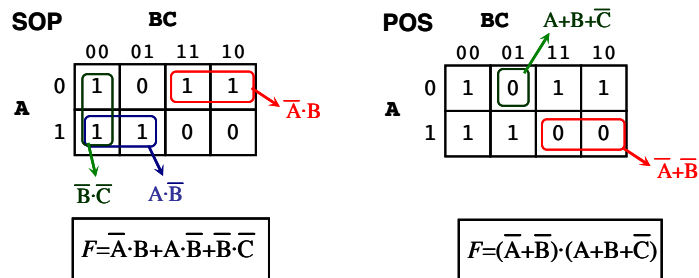 SOP BC
00 01 11 10
A
0 1 0 1 1
1 1 1 0 0
A̅·B
B̅·C̅
A·B̅
F=A̅·B+A·B̅+B̅·C̅
POS BC
A+B+C̅
00 01 11 10
A
0 1 0 1 1
1 1 1 0 0
A̅+B̅
F=(A̅+B̅)·(A+B+C̅)